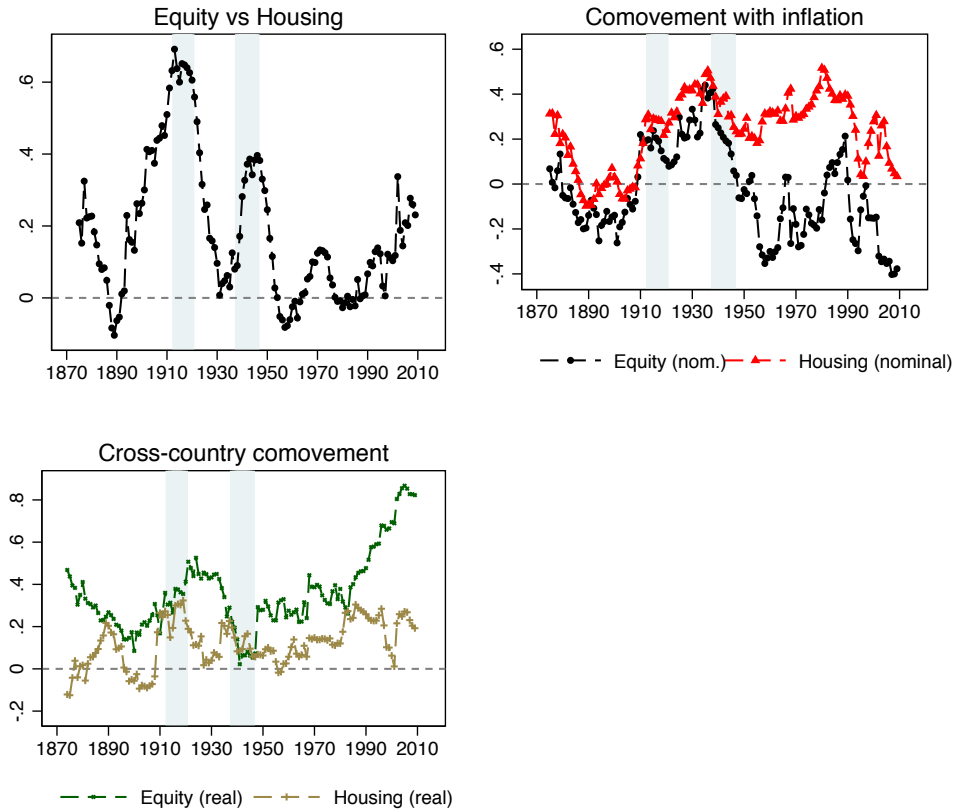 Equity vs Housing
.6
.4
.2
0
1870 1890 1910 1930 1950 1970 1990 2010
Comovement with inflation
.6
.4
.2
0
-.2
-.4
1870 1890 1910 1930 1950 1970 1990 2010
Equity (nom.) Housing (nominal)
Cross-country comovement
.8
.6
.4
.2
0
-.2
1870 1890 1910 1930 1950 1970 1990 2010
Equity (real) Housing (real)